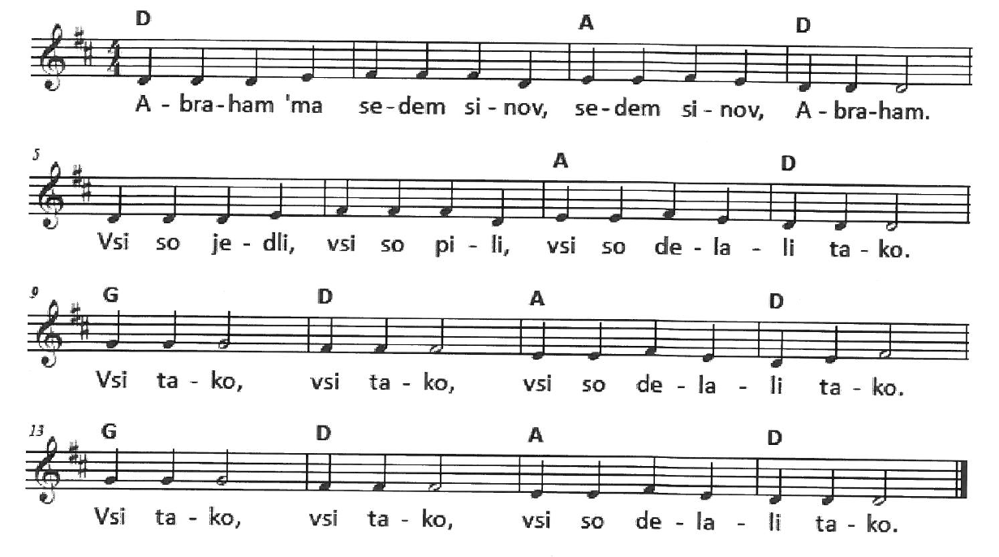 D A D
4/4
A - bra-ham 'ma se-dem si - nov, se-dem si - nov, A - bra-ham.
5 A D
Vsi so je - dli, vsi so pi - li, vsi so de - la - li ta - ko.
9 G D A D
Vsi ta - ko, vsi ta - ko, vsi so de - la - li ta - ko.
13 G D A D
Vsi ta - ko, vsi ta - ko, vsi so de - la - li ta - ko.